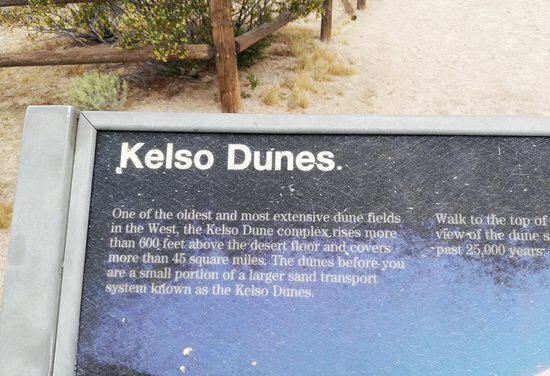 Kelso Dunes
One of the oldest and most extensive dune fields
in the West, the Kelso Dune complex rises more
than 600 feet above the desert floor and covers
more than 45 square miles. The dunes before you
are a small portion of a larger sand transport
system known as the Kelso Dunes.
Walk to the top of
view of the dune s
past 25,000 years.